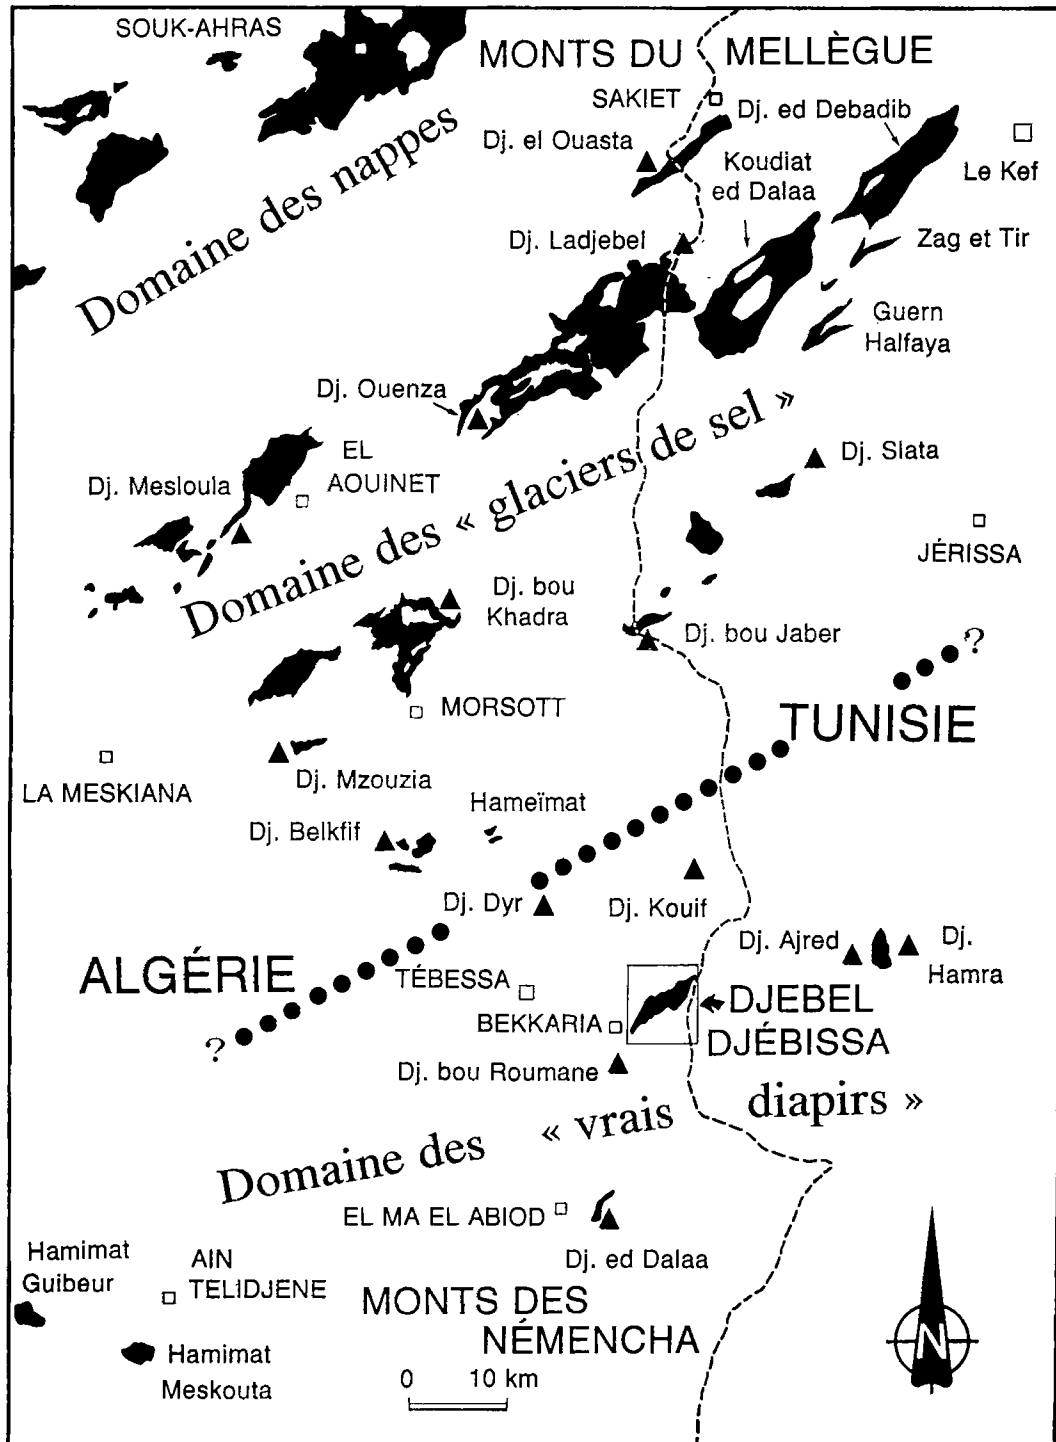 SOUK-AHRAS
MONTS DU MELLÈGUE
SAKIET
Dj. ed Debadib
Dj. el Ouasta
Koudiat
ed Dalaa
Le Kef
Domaine des nappes
Dj. Ladjebel
Zag et Tir
Guern
Halfaya
Dj. Ouenza
Domaine des « glaciers de sel »
EL
AOUINET
Dj. Mesloula
Dj. Slata
JÉRISSA
Dj. bou
Khadra
Dj. bou Jaber
?
MORSOTT
TUNISIE
LA MESKIANA
Dj. Mzouzia
Hameïmat
Dj. Belkfif
Dj. Dyr
Dj. Kouif
ALGÉRIE
Dj. Ajred
Dj.
Hamra
TÉBESSA
DJEBEL
DJÉBISSA
BEKKARIA
?
Dj. bou Roumane
Domaine des « vrais diapirs »
EL MA EL ABIOD
Dj. ed Dalaa
Hamimat
Guibeur
AIN
TELIDJENE
MONTS DES
NÉMENCHA
Hamimat
Meskouta
0 10 km
N